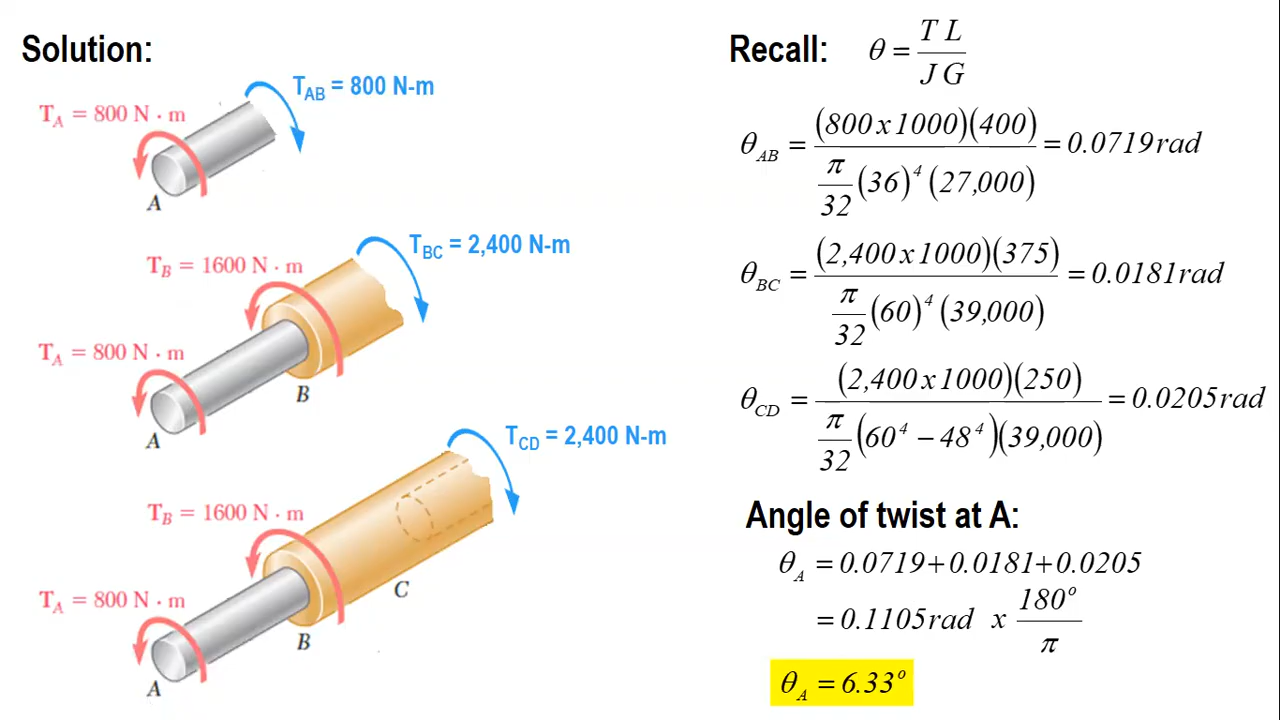 Solution:
T_AB = 800 N-m
T_A = 800 N · m
A
T_BC = 2,400 N-m
T_B = 1600 N · m
T_A = 800 N · m
B
A
T_CD = 2,400 N-m
T_B = 1600 N · m
C
T_A = 800 N · m
B
A
Recall: θ = T L / J G
θ_AB = (800 x 1000)(400) / π/32 (36)^4 (27,000) = 0.0719 rad
θ_BC = (2,400 x 1000)(375) / π/32 (60)^4 (39,000) = 0.0181 rad
θ_CD = (2,400 x 1000)(250) / π/32 (60^4 − 48^4)(39,000) = 0.0205 rad
Angle of twist at A:
θ_A = 0.0719 + 0.0181 + 0.0205
= 0.1105 rad x 180° / π
θ_A = 6.33°